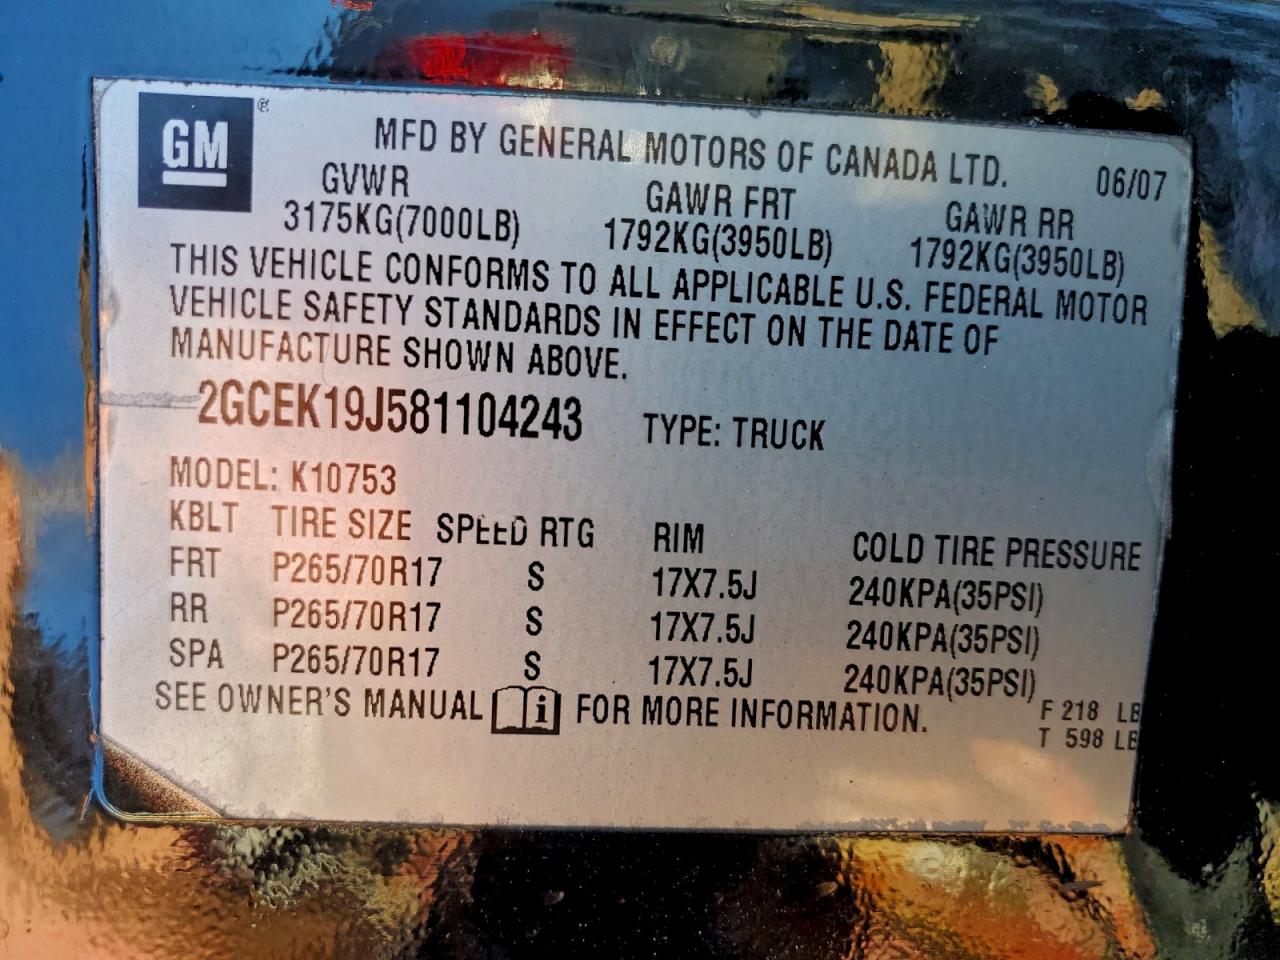 GM ®
MFD BY GENERAL MOTORS OF CANADA LTD. 06/07
GVWR GAWR FRT GAWR RR
3175KG(7000LB) 1792KG(3950LB) 1792KG(3950LB)
THIS VEHICLE CONFORMS TO ALL APPLICABLE U.S. FEDERAL MOTOR
VEHICLE SAFETY STANDARDS IN EFFECT ON THE DATE OF
MANUFACTURE SHOWN ABOVE.
2GCEK19J581104243 TYPE: TRUCK
MODEL: K10753
KBLT TIRE SIZE SPEED RTG RIM COLD TIRE PRESSURE
FRT P265/70R17 S 17X7.5J 240KPA(35PSI)
RR P265/70R17 S 17X7.5J 240KPA(35PSI)
SPA P265/70R17 S 17X7.5J 240KPA(35PSI)
SEE OWNER'S MANUAL i FOR MORE INFORMATION.
F 218 LB
T 598 LB